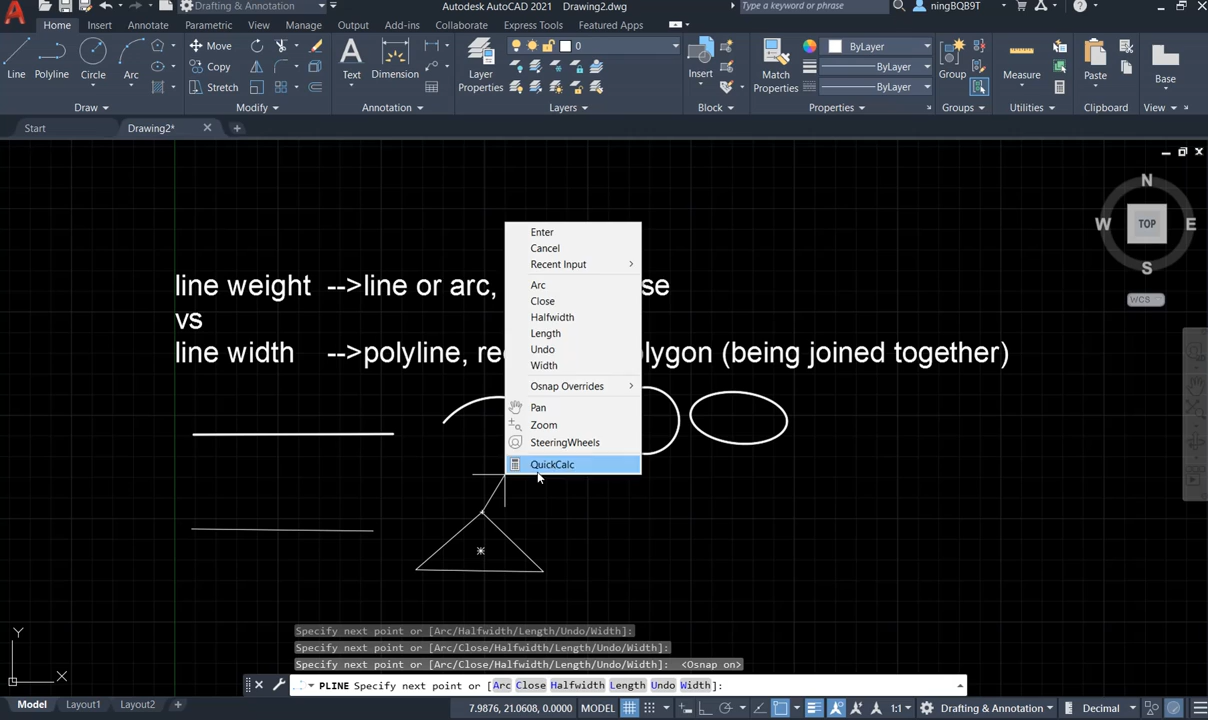 Drafting & Annotation
Autodesk AutoCAD 2021 Drawing2.dwg
Type a keyword or phrase
ningBQB9T
Home Insert Annotate Parametric View Manage Output Add-ins Collaborate Express Tools Featured Apps
Move
Copy
Stretch
0
ByLayer
ByLayer
ByLayer
Line Polyline Circle Arc Text Dimension Layer Properties Insert Match Properties Group Measure Paste Base
Draw Modify Annotation Layers Block Properties Groups Utilities Clipboard View
Start Drawing2*
N
W TOP E
S
WCS
line weight -->line or arc, se
vs
line width -->polyline, re lygon (being joined together)
Enter
Cancel
Recent Input
Arc
Close
Halfwidth
Length
Undo
Width
Osnap Overrides
Pan
Zoom
SteeringWheels
QuickCalc
Specify next point or [Arc/Halfwidth/Length/Undo/Width]:
Specify next point or [Arc/Close/Halfwidth/Length/Undo/Width]:
Specify next point or [Arc/Close/Halfwidth/Length/Undo/Width]: <Osnap on>
PLINE Specify next point or [Arc Close Halfwidth Length Undo Width]:
Y
X
Model Layout1 Layout2 + 7.9876, 21.0608, 0.0000 MODEL 1:1 Drafting & Annotation Decimal